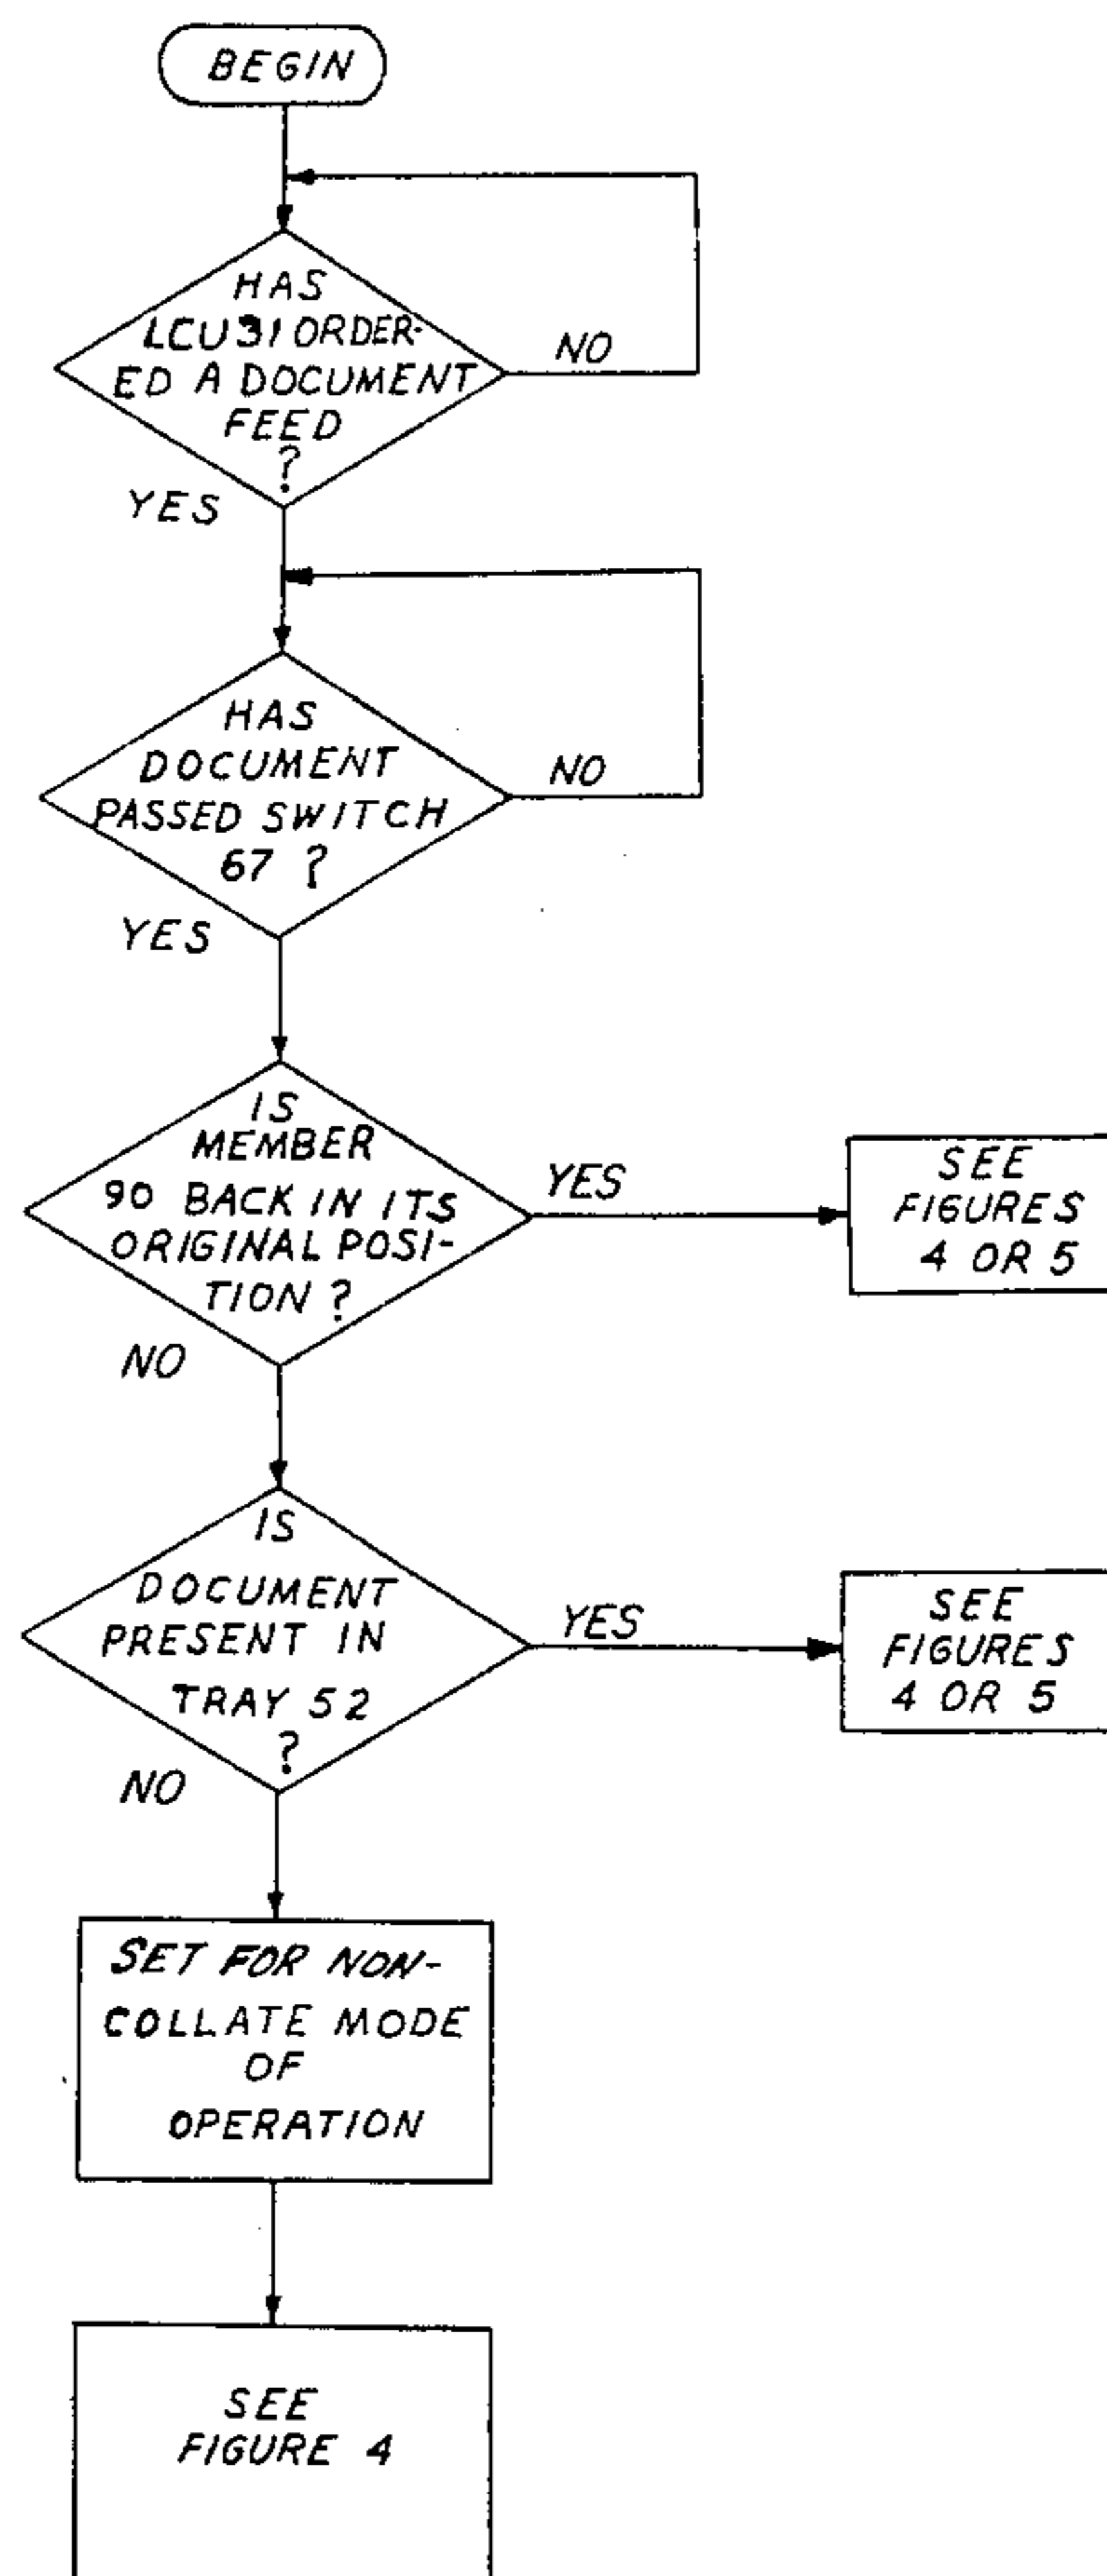 BEGIN
HAS
LCU 31 ORDER-
ED A DOCUMENT
FEED
?
NO
YES
HAS
DOCUMENT
PASSED SWITCH
67 ?
NO
YES
IS
MEMBER
90 BACK IN ITS
ORIGINAL POSI-
TION ?
YES
SEE
FIGURES
4 OR 5
NO
IS
DOCUMENT
PRESENT IN
TRAY 52
?
YES
SEE
FIGURES
4 OR 5
NO
SET FOR NON-
COLLATE MODE
OF
OPERATION
SEE
FIGURE 4